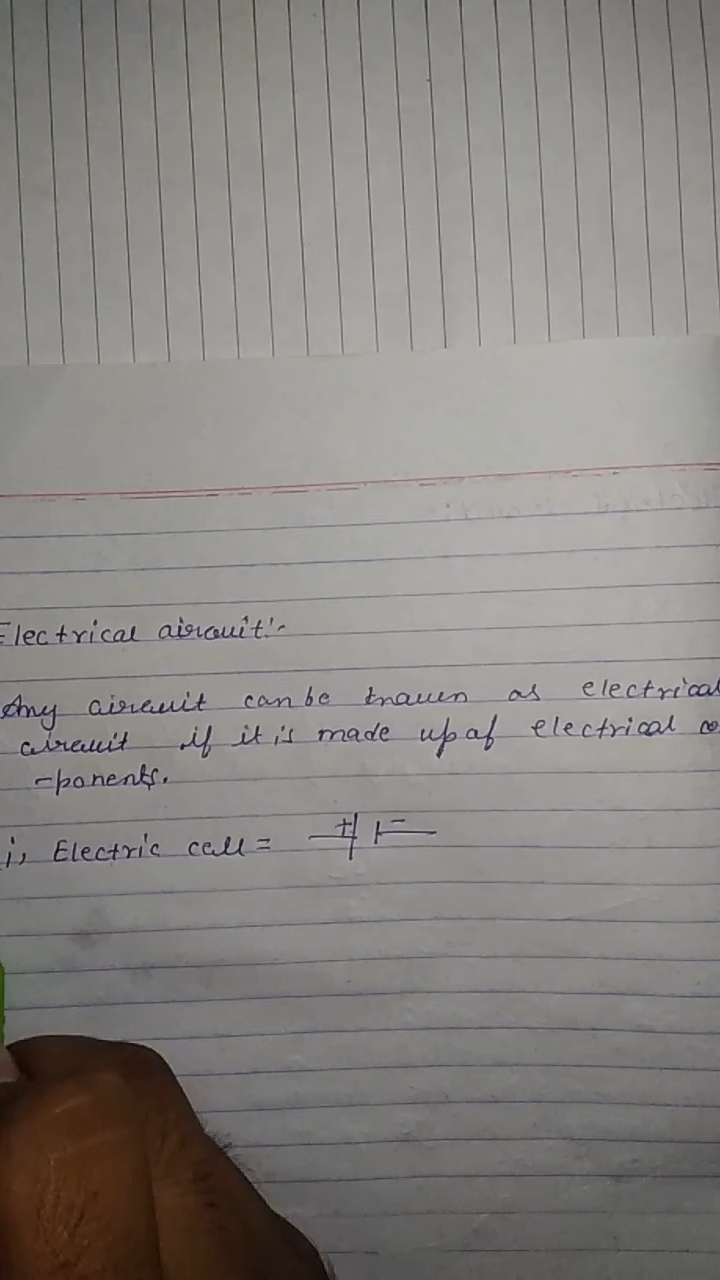 Electrical circuit:-
Any circuit can be known as electrical
circuit if it is made up of electrical co
-ponents.
i, Electric cell = + -